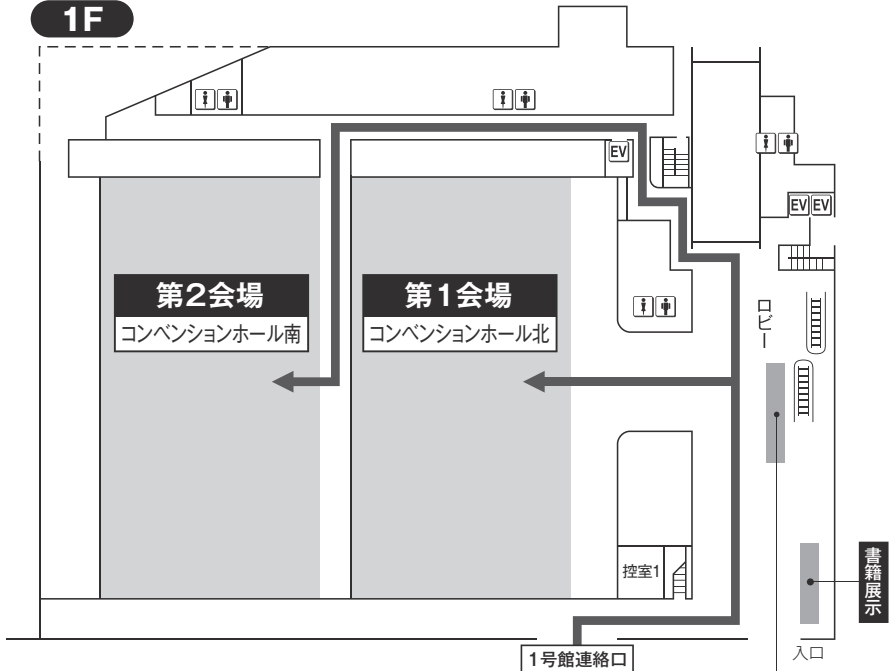 1F
EV
EV EV
第2会場
コンベンションホール南
第1会場
コンベンションホール北
ロビー
控室1
書籍展示
1号館連絡口
入口